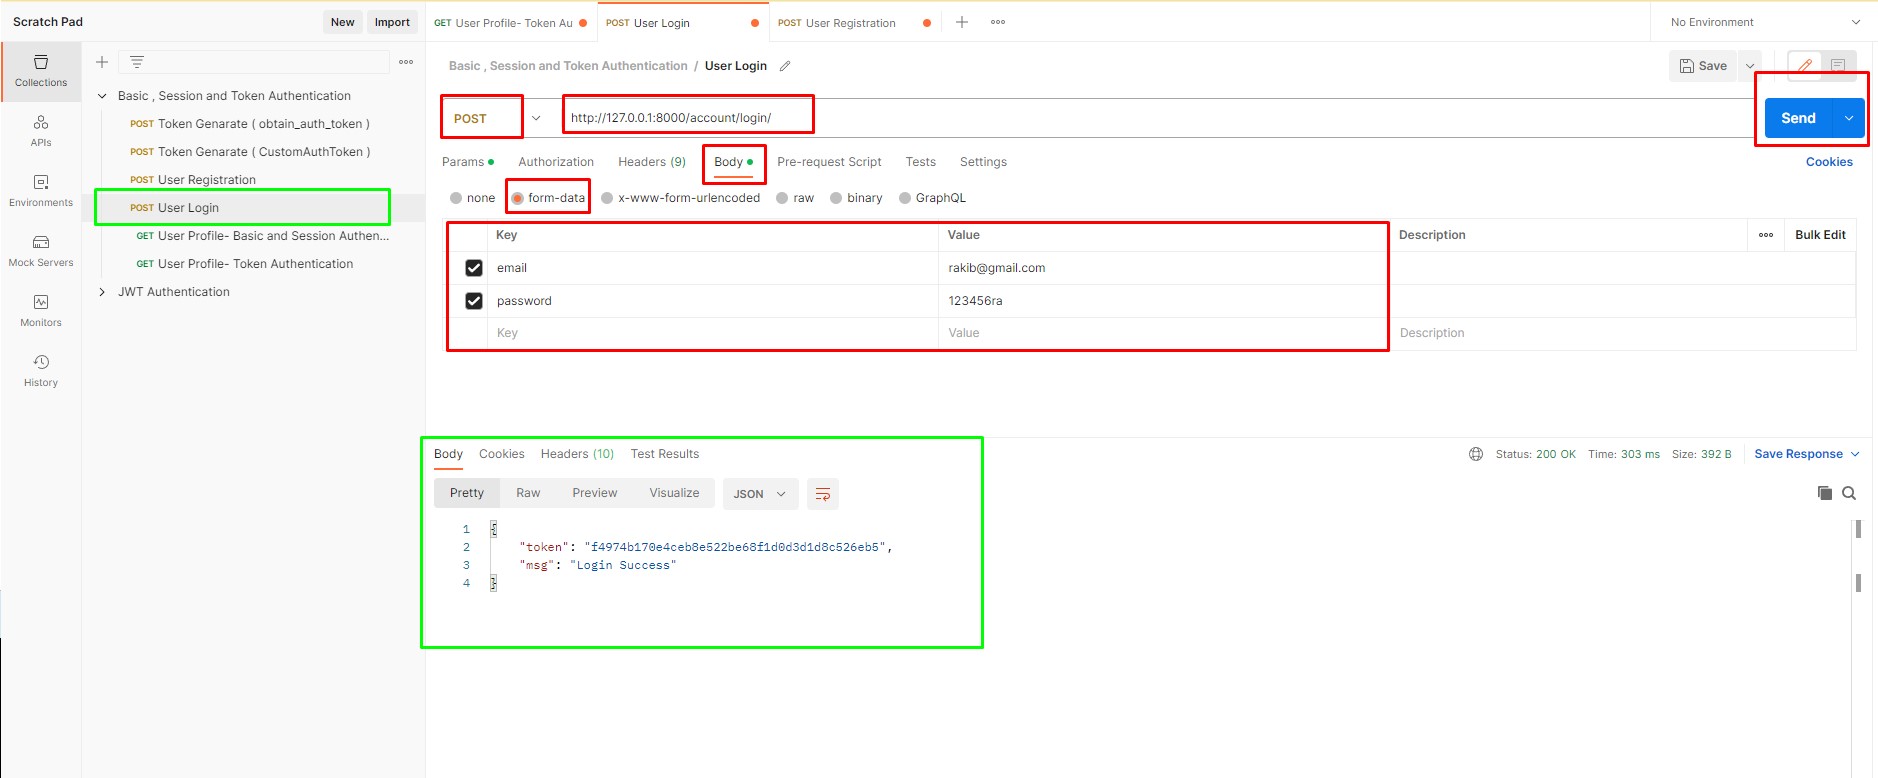 Scratch Pad
New
Import
GET User Profile- Token Au
POST User Login
POST User Registration
No Environment
Collections
APIs
Environments
Mock Servers
Monitors
History
Basic , Session and Token Authentication
POST Token Genarate ( obtain_auth_token )
POST Token Genarate ( CustomAuthToken )
POST User Registration
POST User Login
GET User Profile- Basic and Session Authen...
GET User Profile- Token Authentication
JWT Authentication
Basic , Session and Token Authentication / User Login
Save
POST
http://127.0.0.1:8000/account/login/
Send
Params
Authorization
Headers (9)
Body
Pre-request Script
Tests
Settings
Cookies
none
form-data
x-www-form-urlencoded
raw
binary
GraphQL
Key
Value
Description
Bulk Edit
email
rakib@gmail.com
password
123456ra
Key
Value
Description
Body
Cookies
Headers (10)
Test Results
Status: 200 OK
Time: 303 ms
Size: 392 B
Save Response
Pretty
Raw
Preview
Visualize
JSON
1 {
2 "token": "f4974b170e4ceb8e522be68f1d0d3d1d8c526eb5",
3 "msg": "Login Success"
4 }